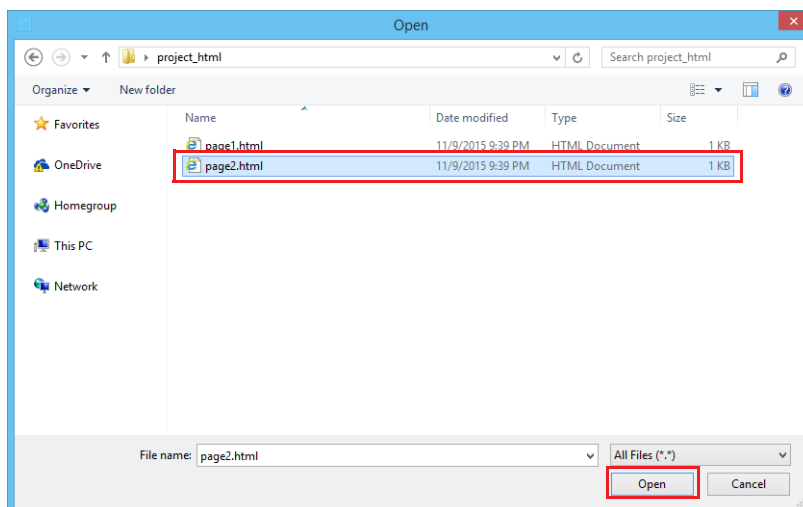 Open
project_html
Search project_html
Organize
New folder
Name Date modified Type Size
Favorites
page1.html 11/9/2015 9:39 PM HTML Document 1 KB
page2.html 11/9/2015 9:39 PM HTML Document 1 KB
OneDrive
Homegroup
This PC
Network
File name: page2.html
All Files (*.*)
Open
Cancel